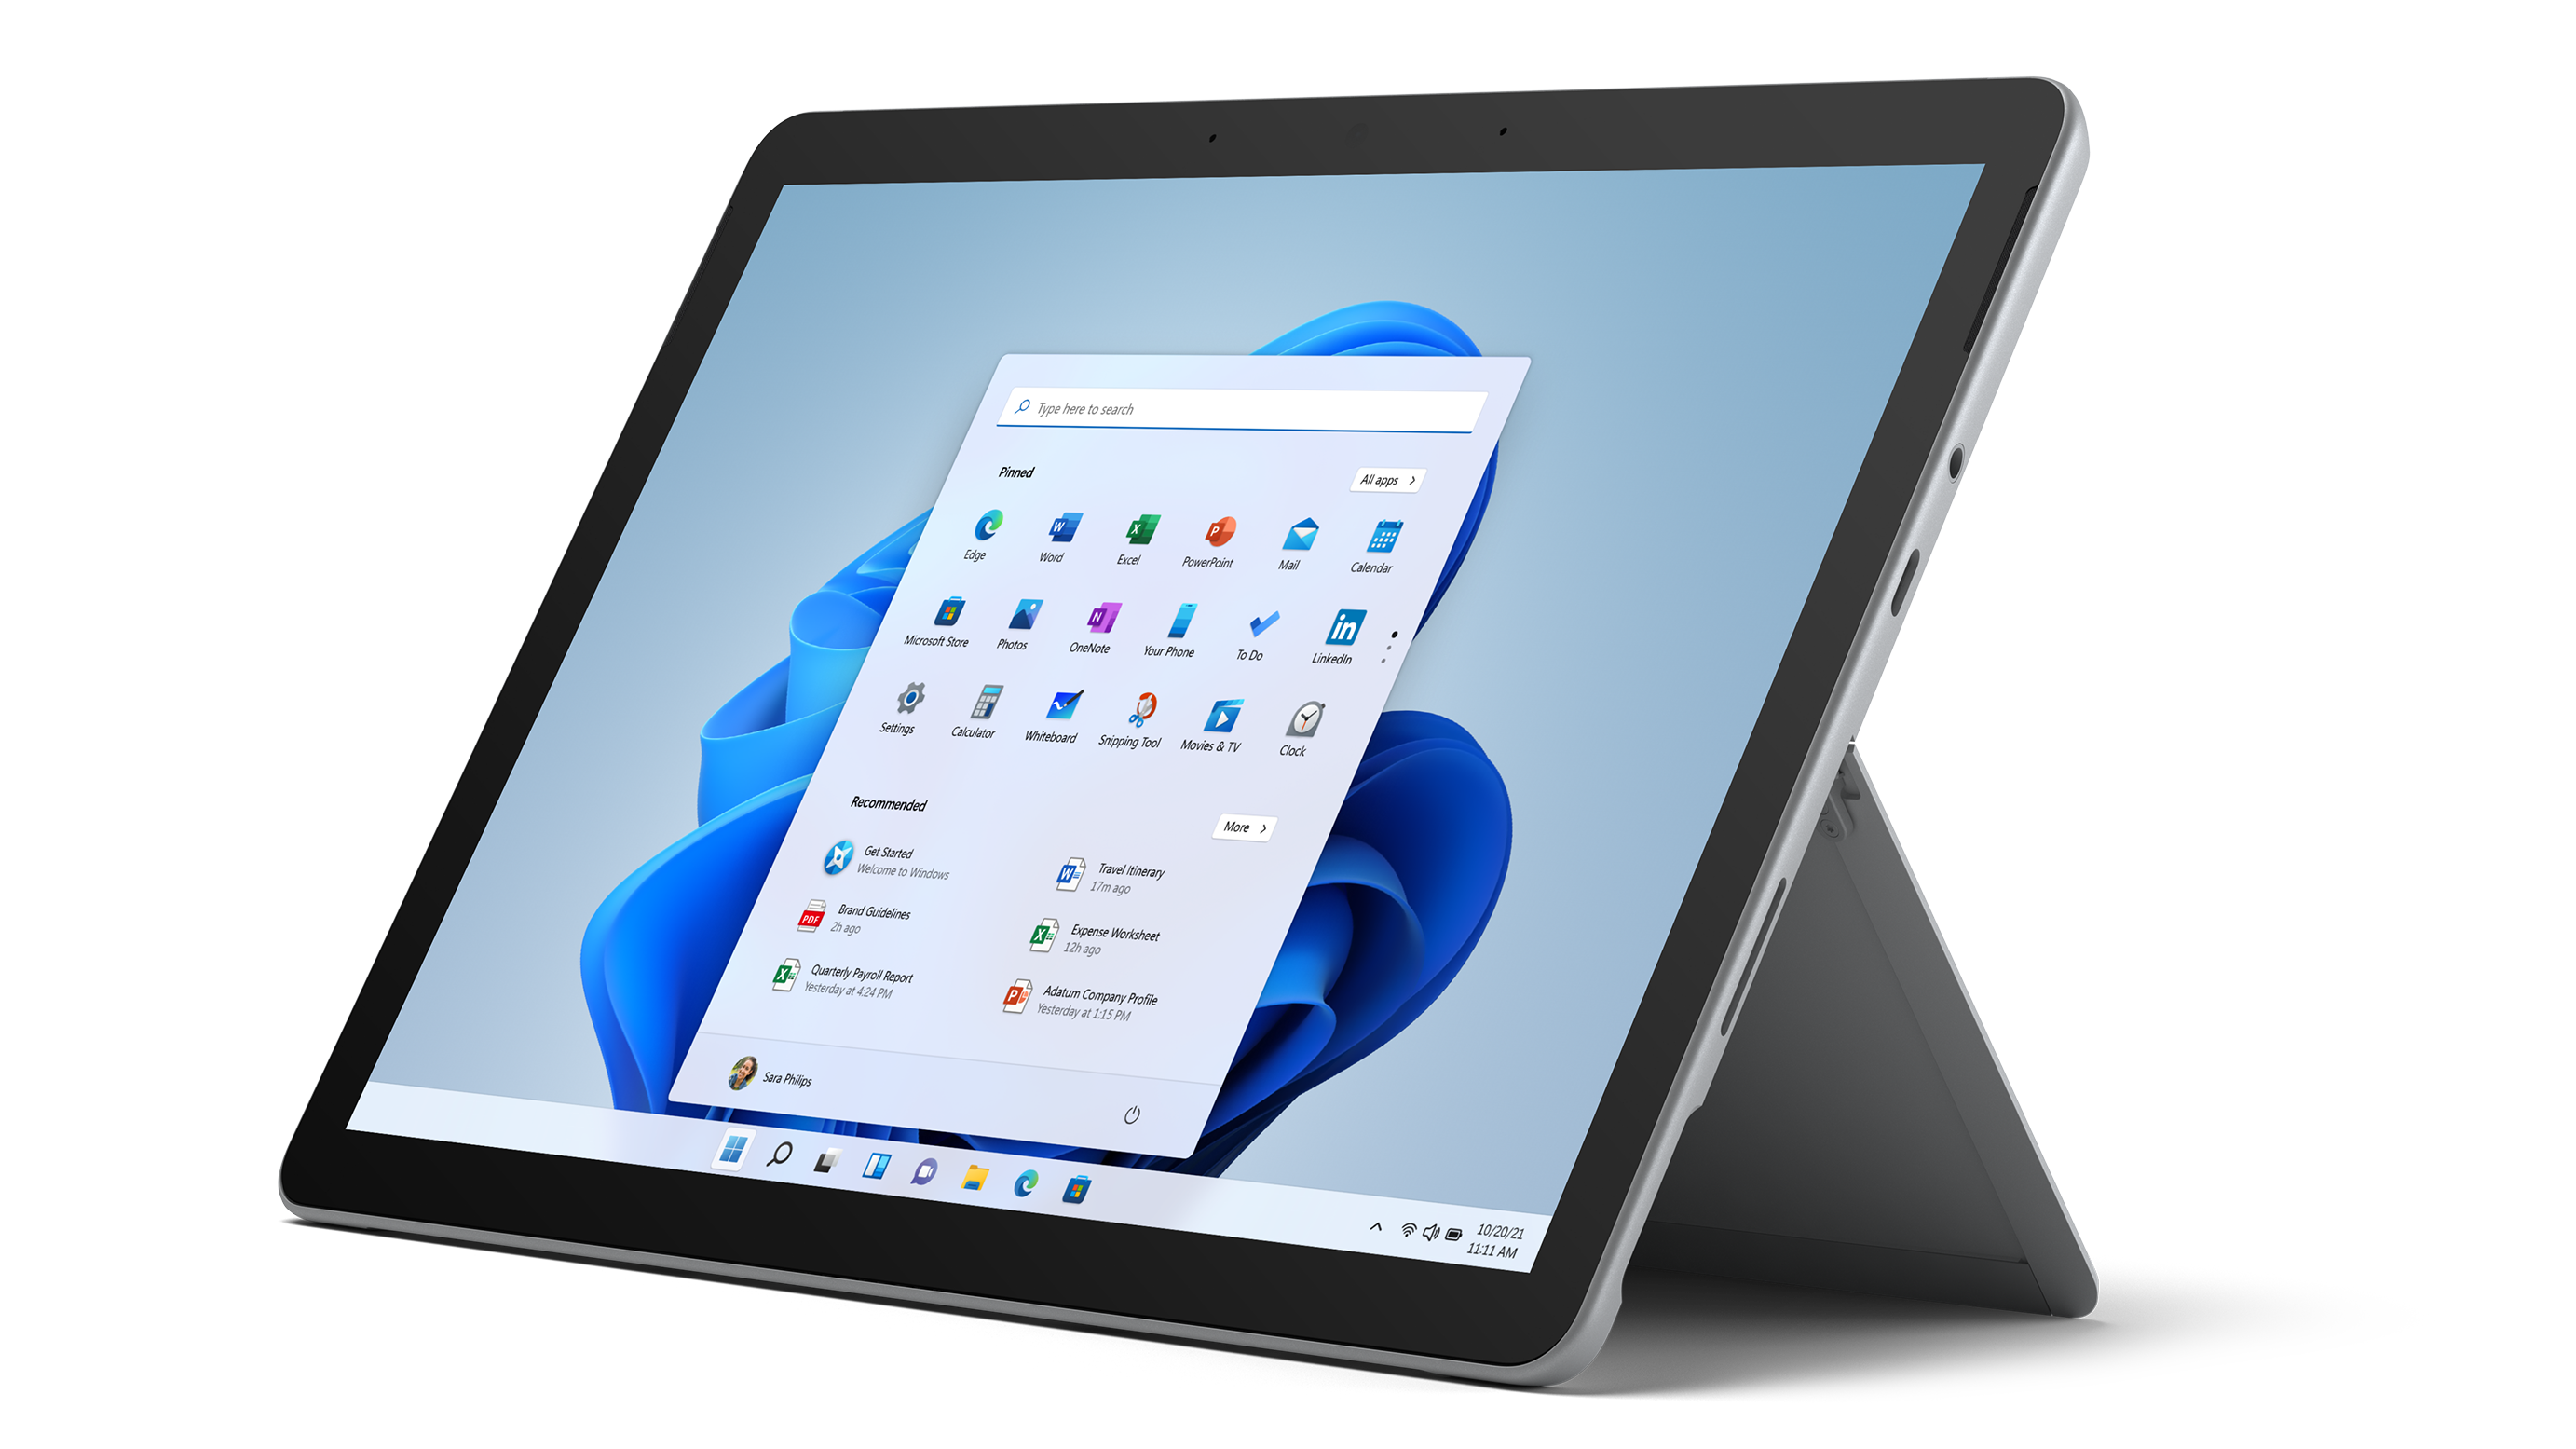 Type here to search
Pinned
All apps >
Edge
Word
Excel
PowerPoint
Mail
Calendar
Microsoft Store
Photos
OneNote
Your Phone
To Do
LinkedIn
Settings
Calculator
Whiteboard
Snipping Tool
Movies & TV
Clock
Recommended
More >
Get Started
Welcome to Windows
Travel Itinerary
17m ago
Brand Guidelines
2h ago
Expense Worksheet
12h ago
Quarterly Payroll Report
Yesterday at 4:24 PM
Adatum Company Profile
Yesterday at 1:15 PM
Sara Philips
10/20/21
11:11 AM
W
X
P
N
in
PDF
W
X
X
P